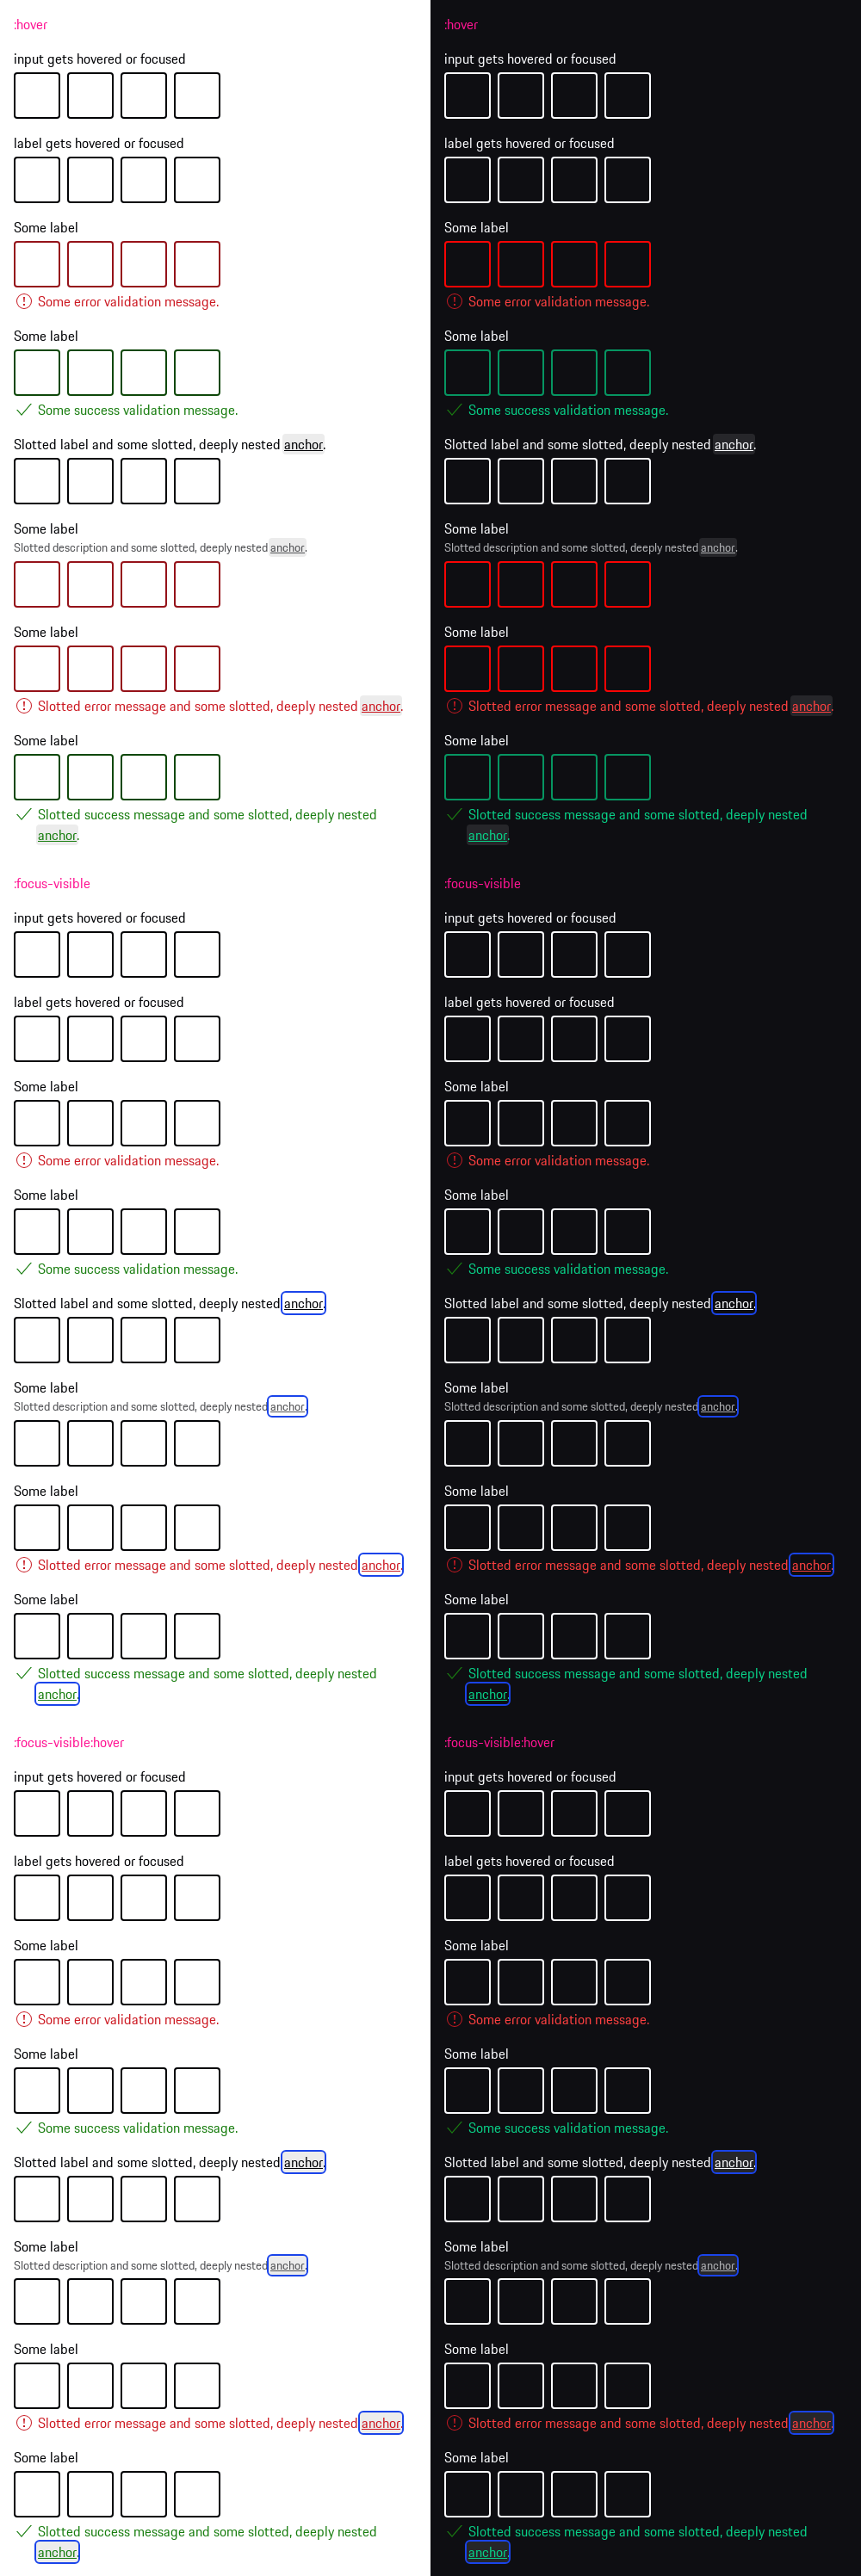 :hover
input gets hovered or focused
label gets hovered or focused
Some label
Some error validation message.
Some label
Some success validation message.
Slotted label and some slotted, deeply nested anchor.
Some label
Slotted description and some slotted, deeply nested anchor.
Some label
Slotted error message and some slotted, deeply nested anchor.
Some label
Slotted success message and some slotted, deeply nested
anchor.
:focus-visible
input gets hovered or focused
label gets hovered or focused
Some label
Some error validation message.
Some label
Some success validation message.
Slotted label and some slotted, deeply nested anchor.
Some label
Slotted description and some slotted, deeply nested anchor.
Some label
Slotted error message and some slotted, deeply nested anchor.
Some label
Slotted success message and some slotted, deeply nested
anchor.
:focus-visible:hover
input gets hovered or focused
label gets hovered or focused
Some label
Some error validation message.
Some label
Some success validation message.
Slotted label and some slotted, deeply nested anchor.
Some label
Slotted description and some slotted, deeply nested anchor.
Some label
Slotted error message and some slotted, deeply nested anchor.
Some label
Slotted success message and some slotted, deeply nested
anchor.
:hover
input gets hovered or focused
label gets hovered or focused
Some label
Some error validation message.
Some label
Some success validation message.
Slotted label and some slotted, deeply nested anchor.
Some label
Slotted description and some slotted, deeply nested anchor.
Some label
Slotted error message and some slotted, deeply nested anchor.
Some label
Slotted success message and some slotted, deeply nested
anchor.
:focus-visible
input gets hovered or focused
label gets hovered or focused
Some label
Some error validation message.
Some label
Some success validation message.
Slotted label and some slotted, deeply nested anchor.
Some label
Slotted description and some slotted, deeply nested anchor.
Some label
Slotted error message and some slotted, deeply nested anchor.
Some label
Slotted success message and some slotted, deeply nested
anchor.
:focus-visible:hover
input gets hovered or focused
label gets hovered or focused
Some label
Some error validation message.
Some label
Some success validation message.
Slotted label and some slotted, deeply nested anchor.
Some label
Slotted description and some slotted, deeply nested anchor.
Some label
Slotted error message and some slotted, deeply nested anchor.
Some label
Slotted success message and some slotted, deeply nested
anchor.